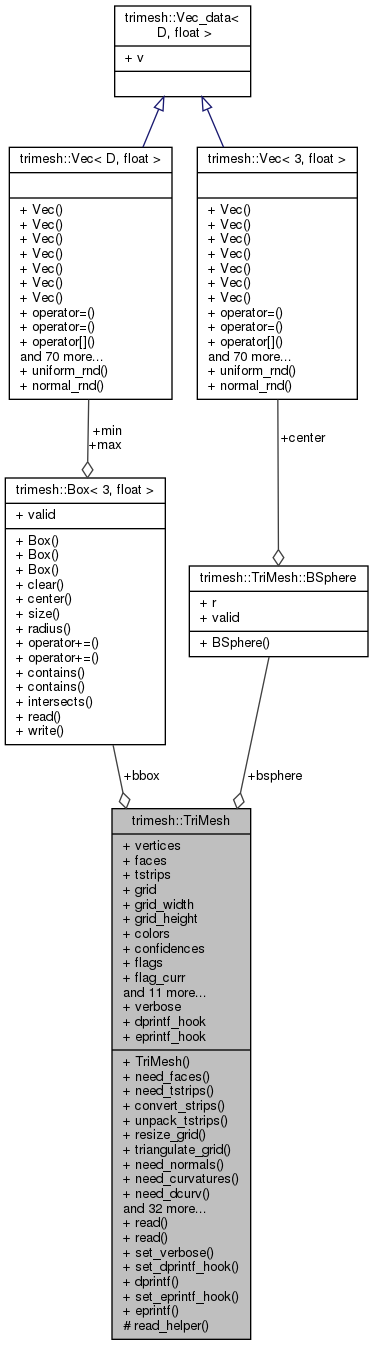 trimesh::Vec_data<
D, float >
+ v
trimesh::Vec< D, float >
+ Vec()
+ Vec()
+ Vec()
+ Vec()
+ Vec()
+ Vec()
+ Vec()
+ operator=()
+ operator=()
+ operator[]()
and 70 more...
+ uniform_rnd()
+ normal_rnd()
trimesh::Vec< 3, float >
+ Vec()
+ Vec()
+ Vec()
+ Vec()
+ Vec()
+ Vec()
+ Vec()
+ operator=()
+ operator=()
+ operator[]()
and 70 more...
+ uniform_rnd()
+ normal_rnd()
+min
+max
+center
trimesh::Box< 3, float >
+ valid
+ Box()
+ Box()
+ Box()
+ clear()
+ center()
+ size()
+ radius()
+ operator+=()
+ operator+=()
+ contains()
+ contains()
+ intersects()
+ read()
+ write()
trimesh::TriMesh::BSphere
+ r
+ valid
+ BSphere()
+bbox
+bsphere
trimesh::TriMesh
+ vertices
+ faces
+ tstrips
+ grid
+ grid_width
+ grid_height
+ colors
+ confidences
+ flags
+ flag_curr
and 11 more...
+ verbose
+ dprintf_hook
+ eprintf_hook
+ TriMesh()
+ need_faces()
+ need_tstrips()
+ convert_strips()
+ unpack_tstrips()
+ resize_grid()
+ triangulate_grid()
+ need_normals()
+ need_curvatures()
+ need_dcurv()
and 32 more...
+ read()
+ read()
+ set_verbose()
+ set_dprintf_hook()
+ dprintf()
+ set_eprintf_hook()
+ eprintf()
# read_helper()